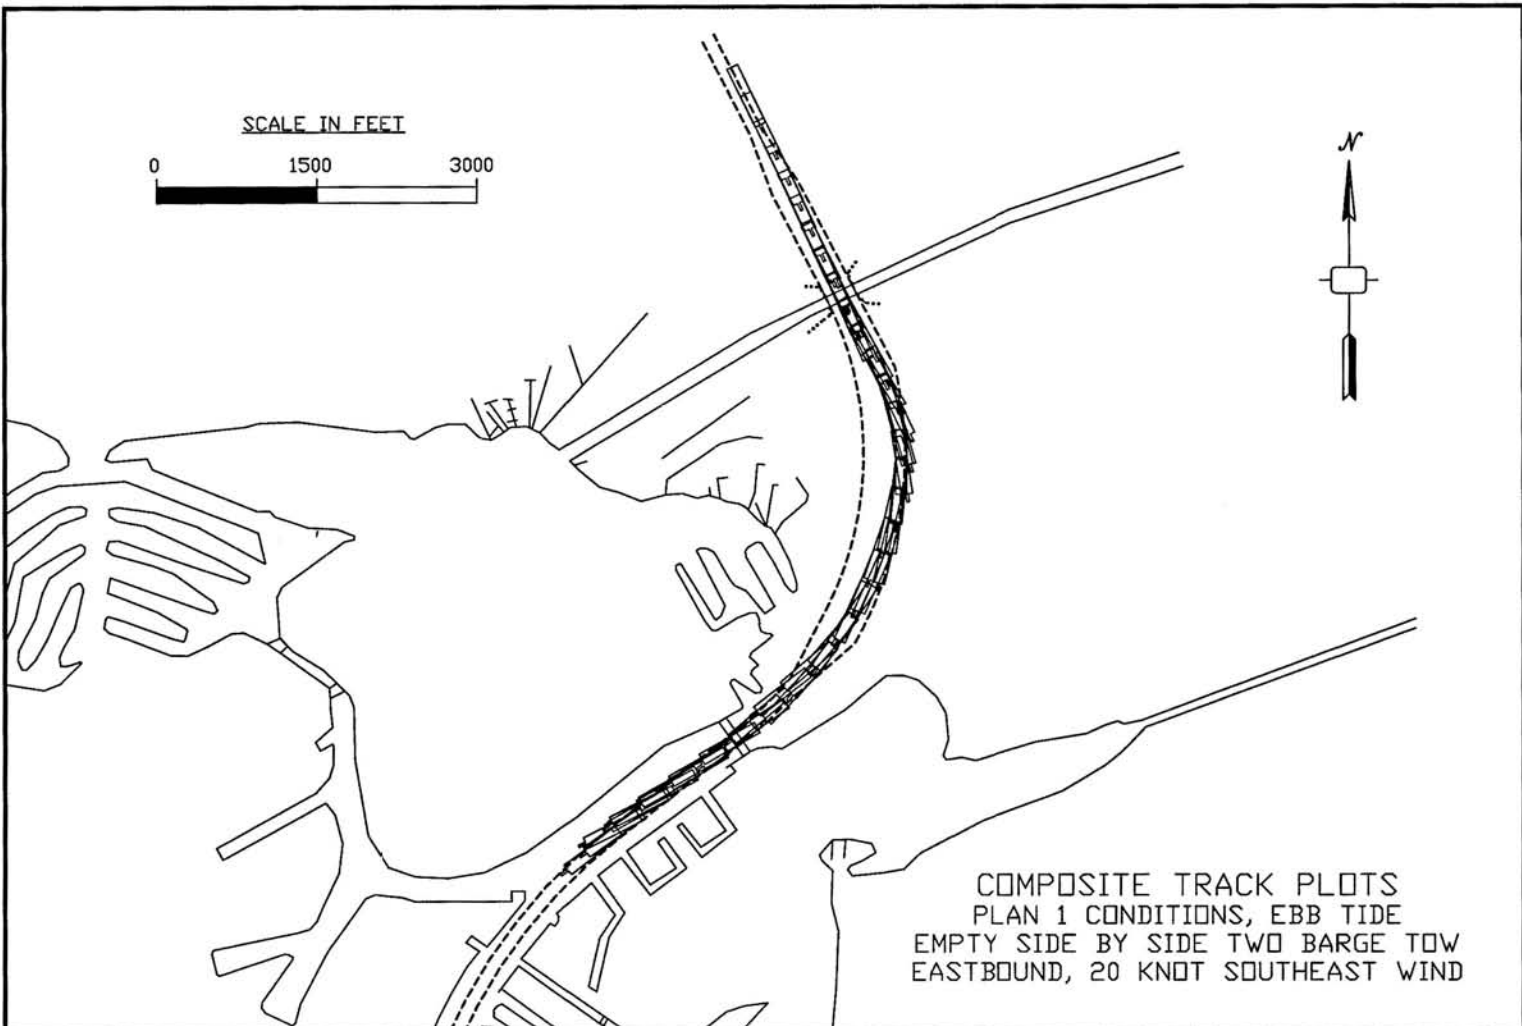 SCALE IN FEET
0 1500 3000
N
COMPOSITE TRACK PLOTS
PLAN 1 CONDITIONS, EBB TIDE
EMPTY SIDE BY SIDE TWO BARGE TOW
EASTBOUND, 20 KNOT SOUTHEAST WIND